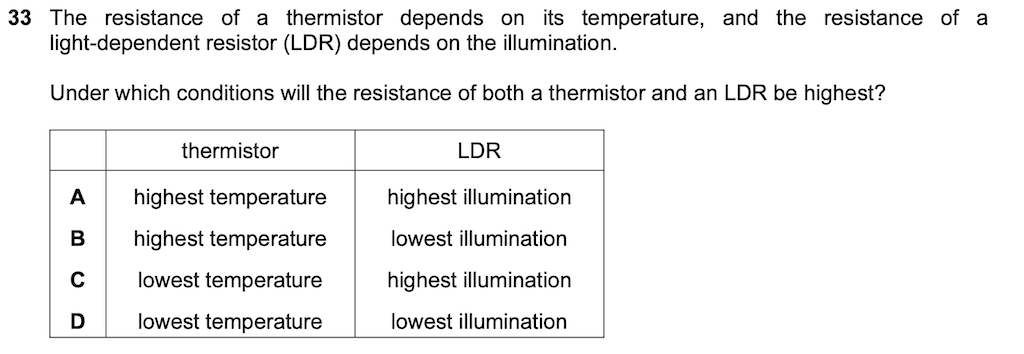 33 The resistance of a thermistor depends on its temperature, and the resistance of a
light-dependent resistor (LDR) depends on the illumination.
Under which conditions will the resistance of both a thermistor and an LDR be highest?
thermistor LDR
A highest temperature highest illumination
B highest temperature lowest illumination
C lowest temperature highest illumination
D lowest temperature lowest illumination